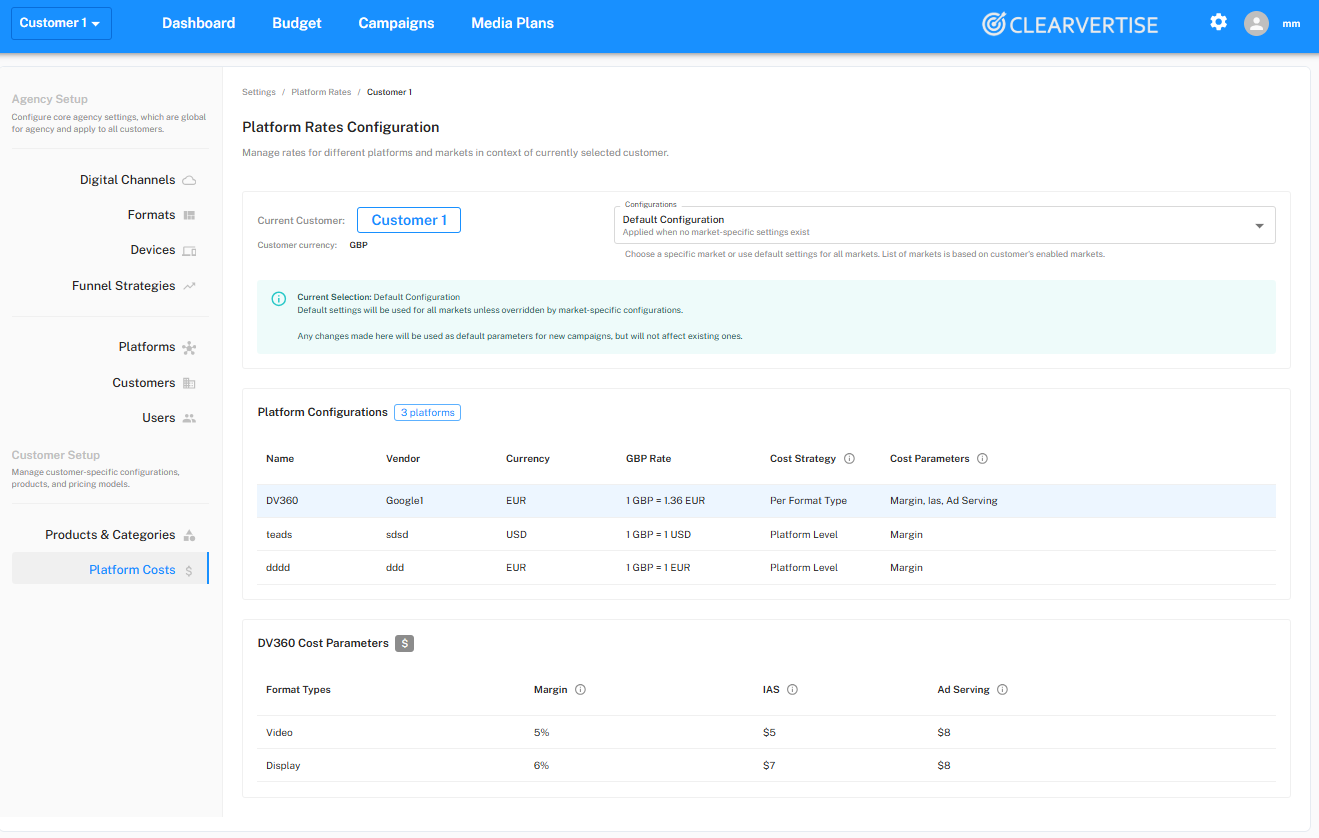 Customer 1
Dashboard
Budget
Campaigns
Media Plans
CLEARVERTISE
mm
Agency Setup
Configure core agency settings, which are global
for agency and apply to all customers.
Digital Channels
Formats
Devices
Funnel Strategies
Platforms
Customers
Users
Customer Setup
Manage customer-specific configurations,
products, and pricing models.
Products & Categories
Platform Costs
Settings / Platform Rates / Customer 1
Platform Rates Configuration
Manage rates for different platforms and markets in context of currently selected customer.
Current Customer: Customer 1
Customer currency: GBP
Configurations
Default Configuration
Applied when no market-specific settings exist
Choose a specific market or use default settings for all markets. List of markets is based on customer's enabled markets.
Current Selection: Default Configuration
Default settings will be used for all markets unless overridden by market-specific configurations.
Any changes made here will be used as default parameters for new campaigns, but will not affect existing ones.
Platform Configurations 3 platforms
Name Vendor Currency GBP Rate Cost Strategy Cost Parameters
DV360 Google1 EUR 1 GBP = 1.36 EUR Per Format Type Margin, Ias, Ad Serving
teads sdsd USD 1 GBP = 1 USD Platform Level Margin
dddd ddd EUR 1 GBP = 1 EUR Platform Level Margin
DV360 Cost Parameters $
Format Types Margin IAS Ad Serving
Video 5% $5 $8
Display 6% $7 $8